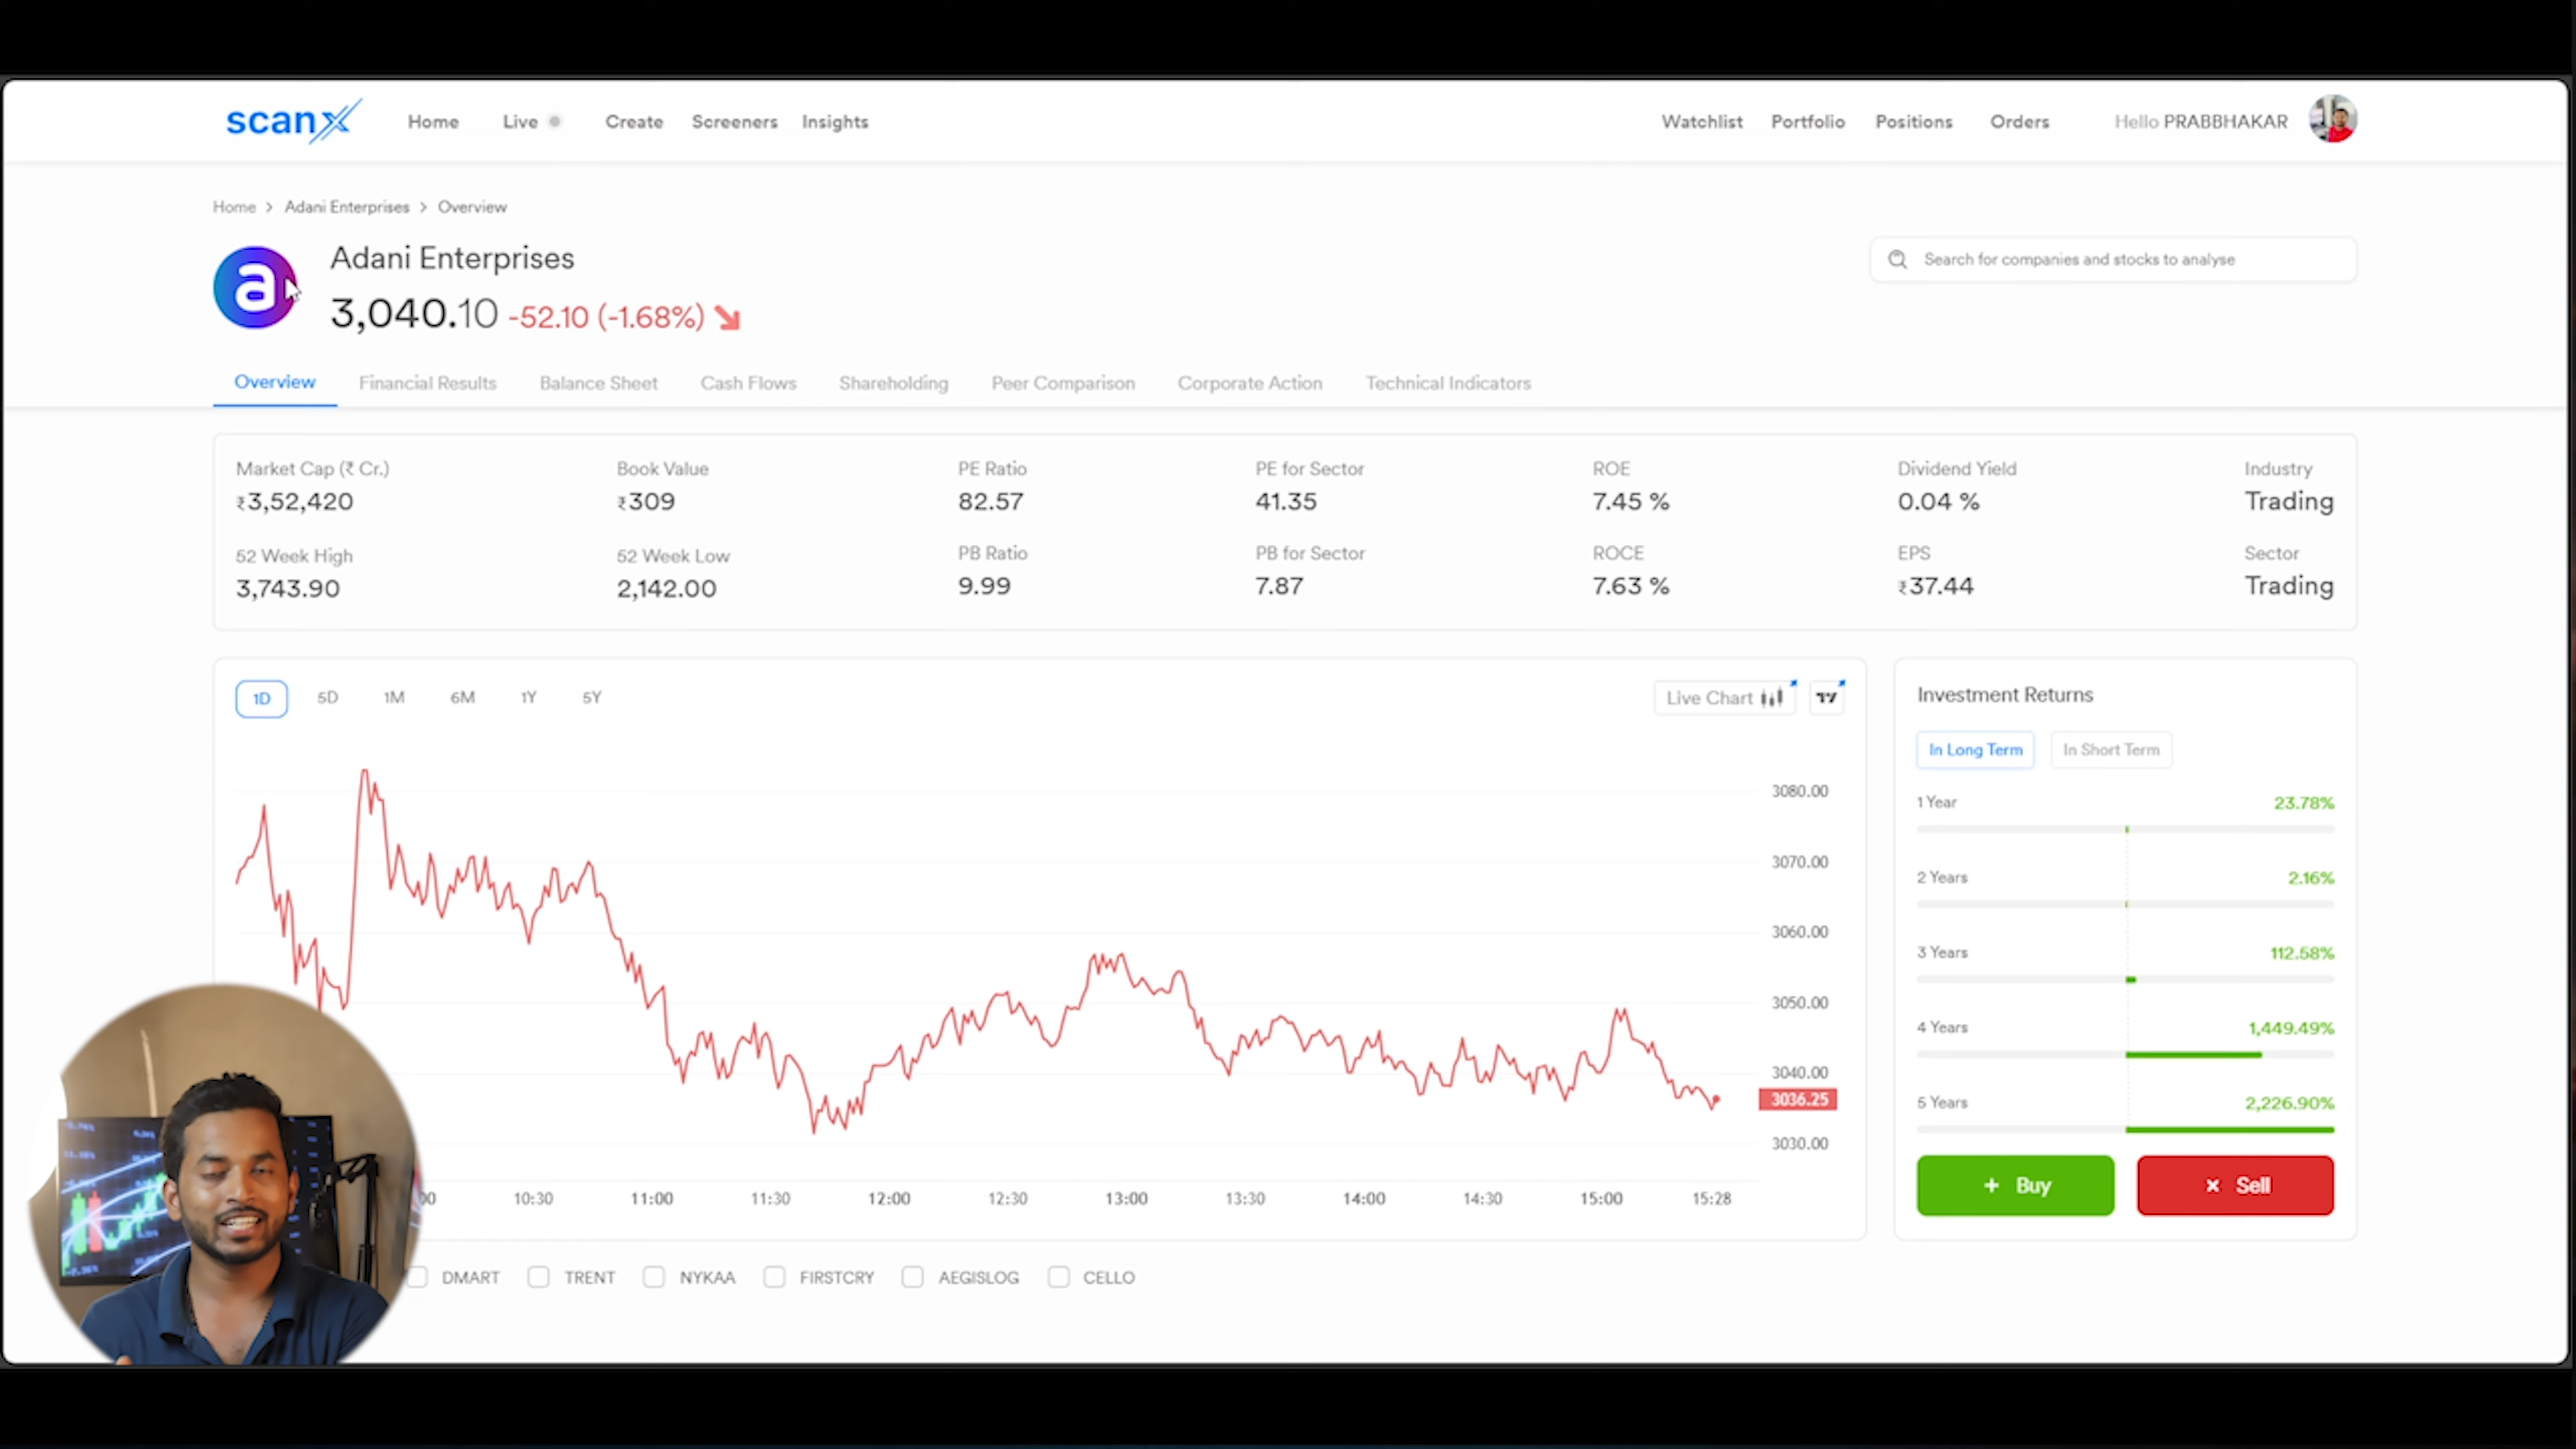 scanx Home Live Create Screeners Insights Watchlist Portfolio Positions Orders Hello PRABBHAKAR
Home > Adani Enterprises > Overview
a
Adani Enterprises
3,040.10 -52.10 (-1.68%)
Search for companies and stocks to analyse
Overview Financial Results Balance Sheet Cash Flows Shareholding Peer Comparison Corporate Action Technical Indicators
Market Cap (₹ Cr.) Book Value PE Ratio PE for Sector ROE Dividend Yield Industry
₹3,52,420 ₹309 82.57 41.35 7.45 % 0.04 % Trading
52 Week High 52 Week Low PB Ratio PB for Sector ROCE EPS Sector
3,743.90 2,142.00 9.99 7.87 7.63 % ₹37.44 Trading
1D 5D 1M 6M 1Y 5Y Live Chart
3080.00
3070.00
3060.00
3050.00
3040.00
3036.25
3030.00
10:30 11:00 11:30 12:00 12:30 13:00 13:30 14:00 14:30 15:00 15:28
Investment Returns
In Long Term In Short Term
1 Year 23.78%
2 Years 2.16%
3 Years 112.58%
4 Years 1,449.49%
5 Years 2,226.90%
+ Buy × Sell
DMART TRENT NYKAA FIRSTCRY AEGISLOG CELLO